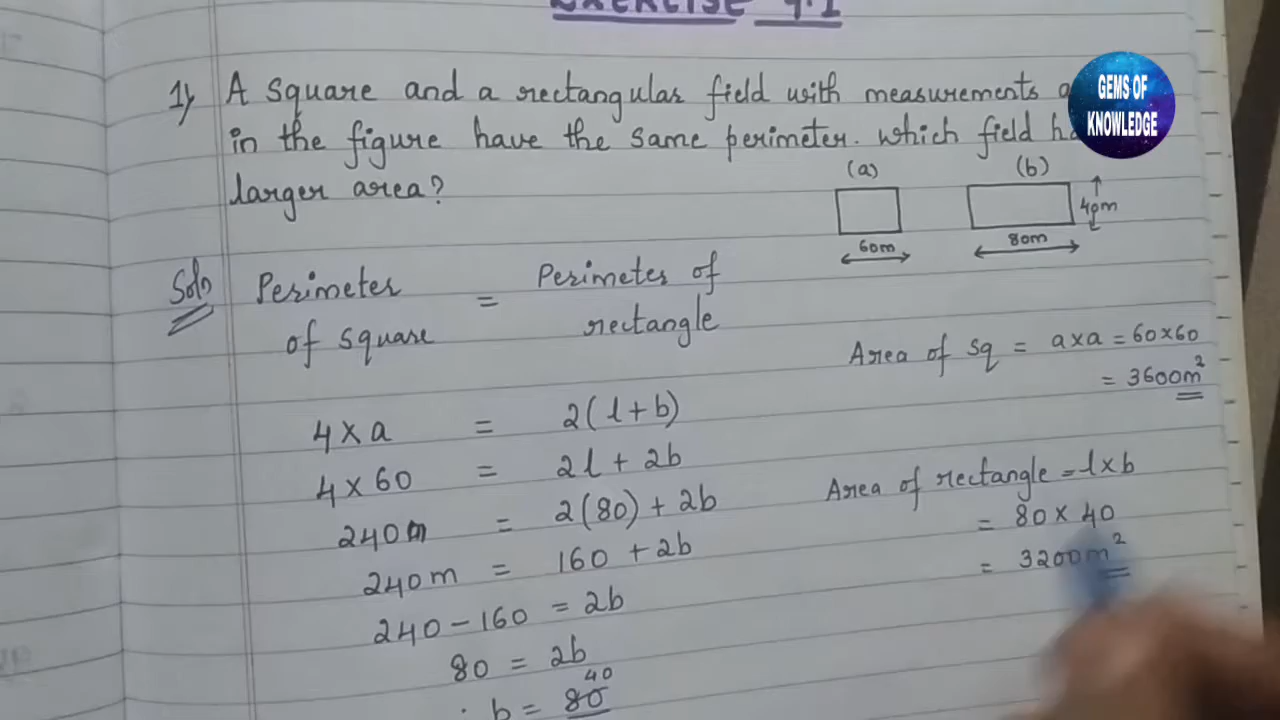 EXERCISE 9.1
1) A square and a rectangular field with measurements
in the figure have the same perimeter. Which field
larger area?
(a) (b)
60m 80m 40m
Soln Perimeter of square = Perimeter of rectangle
4 x a = 2(l + b)
4 x 60 = 2l + 2b
240m = 2(80) + 2b
240m = 160 + 2b
240 - 160 = 2b
80 = 2b
∴ b = 80
40
Area of sq = a x a = 60 x 60
= 3600m²
Area of rectangle = l x b
= 80 x 40
= 3200m²
GEMS OF
KNOWLEDGE